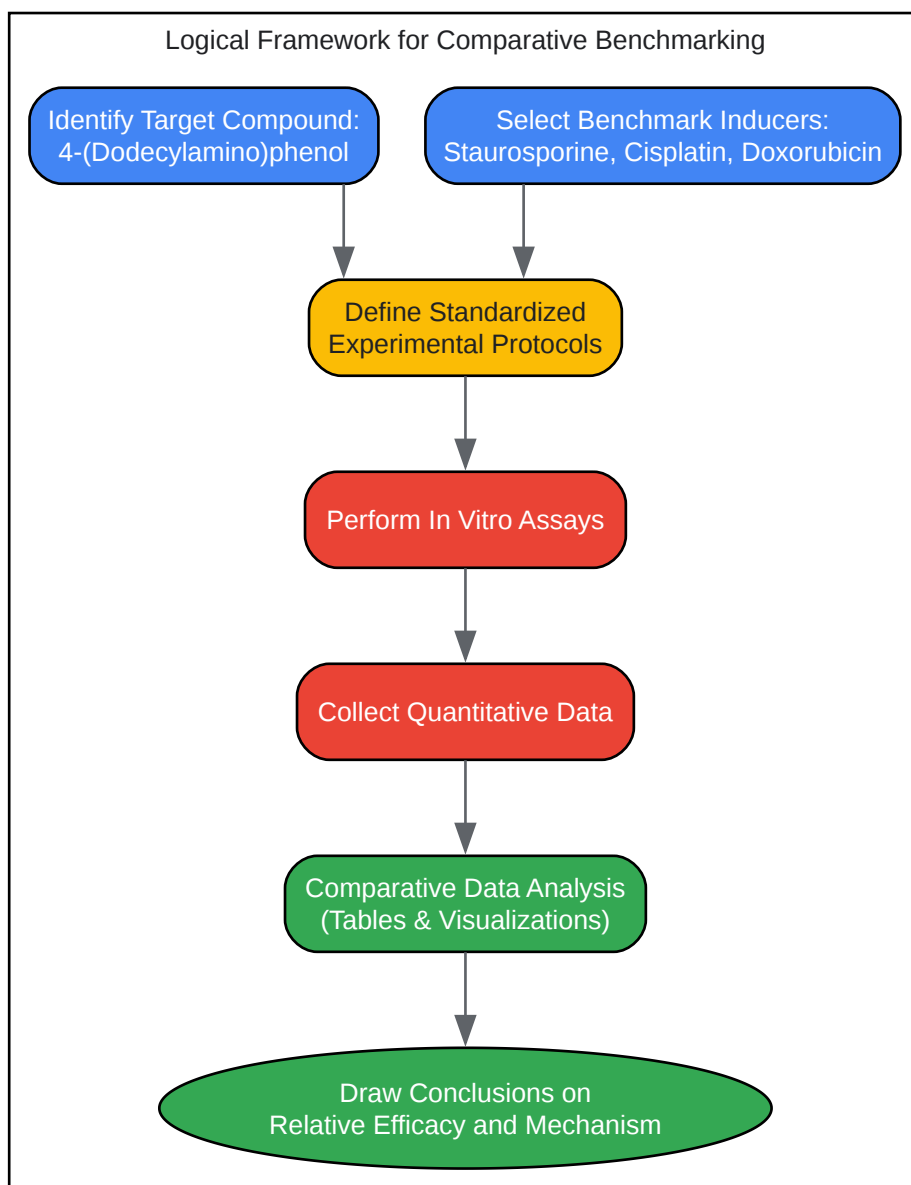 Logical Framework for Comparative Benchmarking
Identify Target Compound:
4-(Dodecylamino)phenol
Select Benchmark Inducers:
Staurosporine, Cisplatin, Doxorubicin
Define Standardized
Experimental Protocols
Perform In Vitro Assays
Collect Quantitative Data
Comparative Data Analysis
(Tables & Visualizations)
Draw Conclusions on
Relative Efficacy and Mechanism